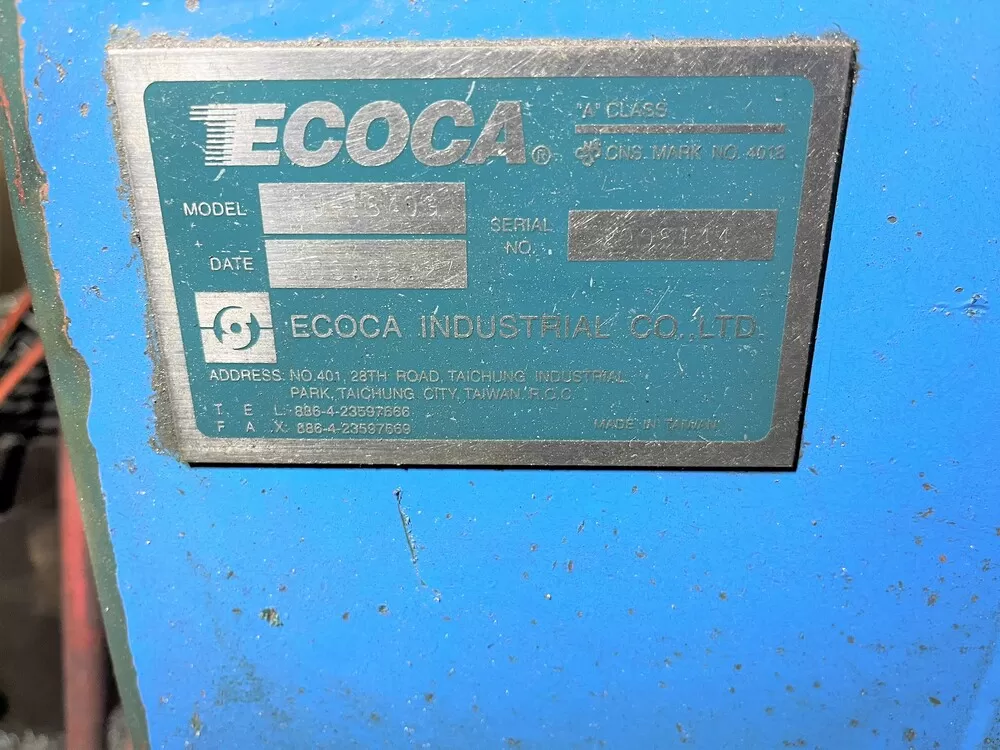 ECOCA®
"A" CLASS
CNS. MARK NO. 4018
MODEL
SERIAL
NO.
DATE
ECOCA INDUSTRIAL CO., LTD.
ADDRESS: NO.401, 28TH ROAD, TAICHUNG INDUSTRIAL
PARK, TAICHUNG CITY, TAIWAN, R.O.C.
T E L: 886-4-23597666
F A X: 886-4-23597669
MADE IN TAIWAN